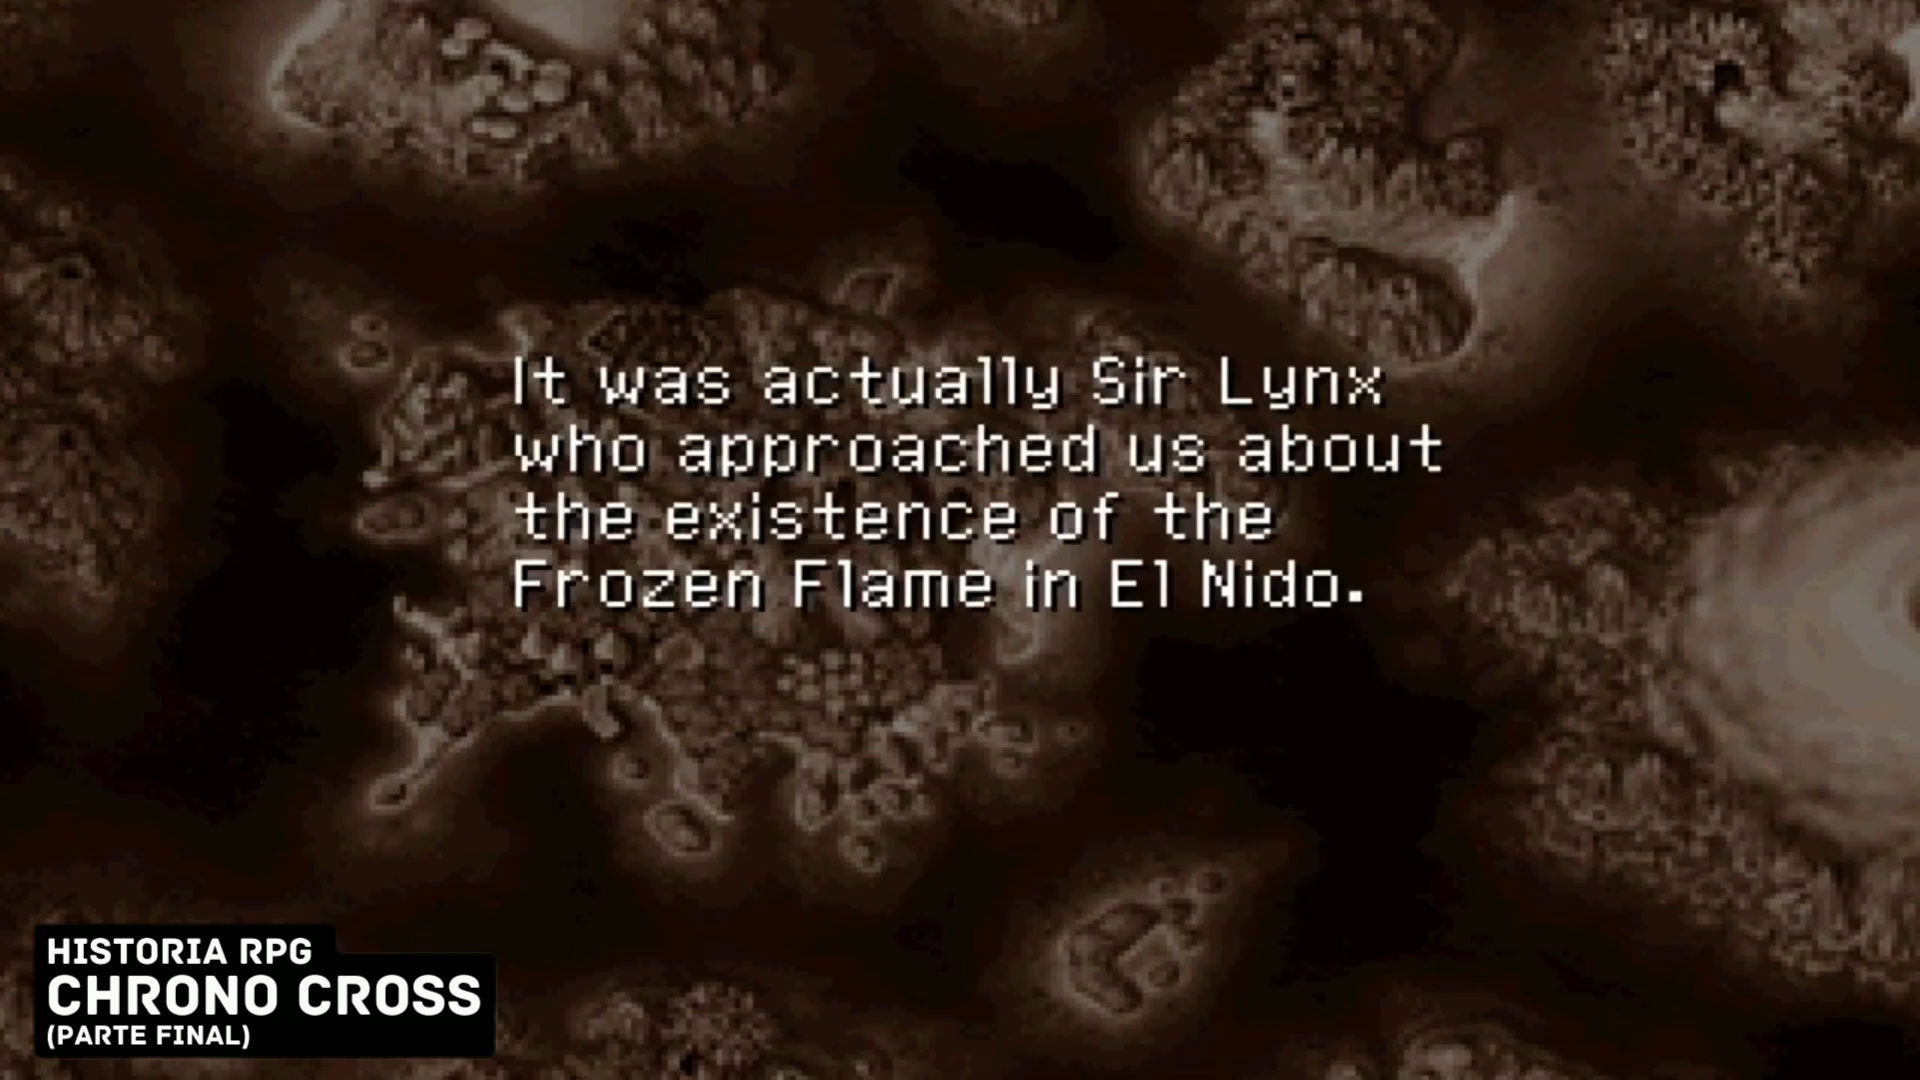 It was actually Sir Lynx
who approached us about
the existence of the
Frozen Flame in El Nido.
HISTORIA RPG
CHRONO CROSS
(PARTE FINAL)